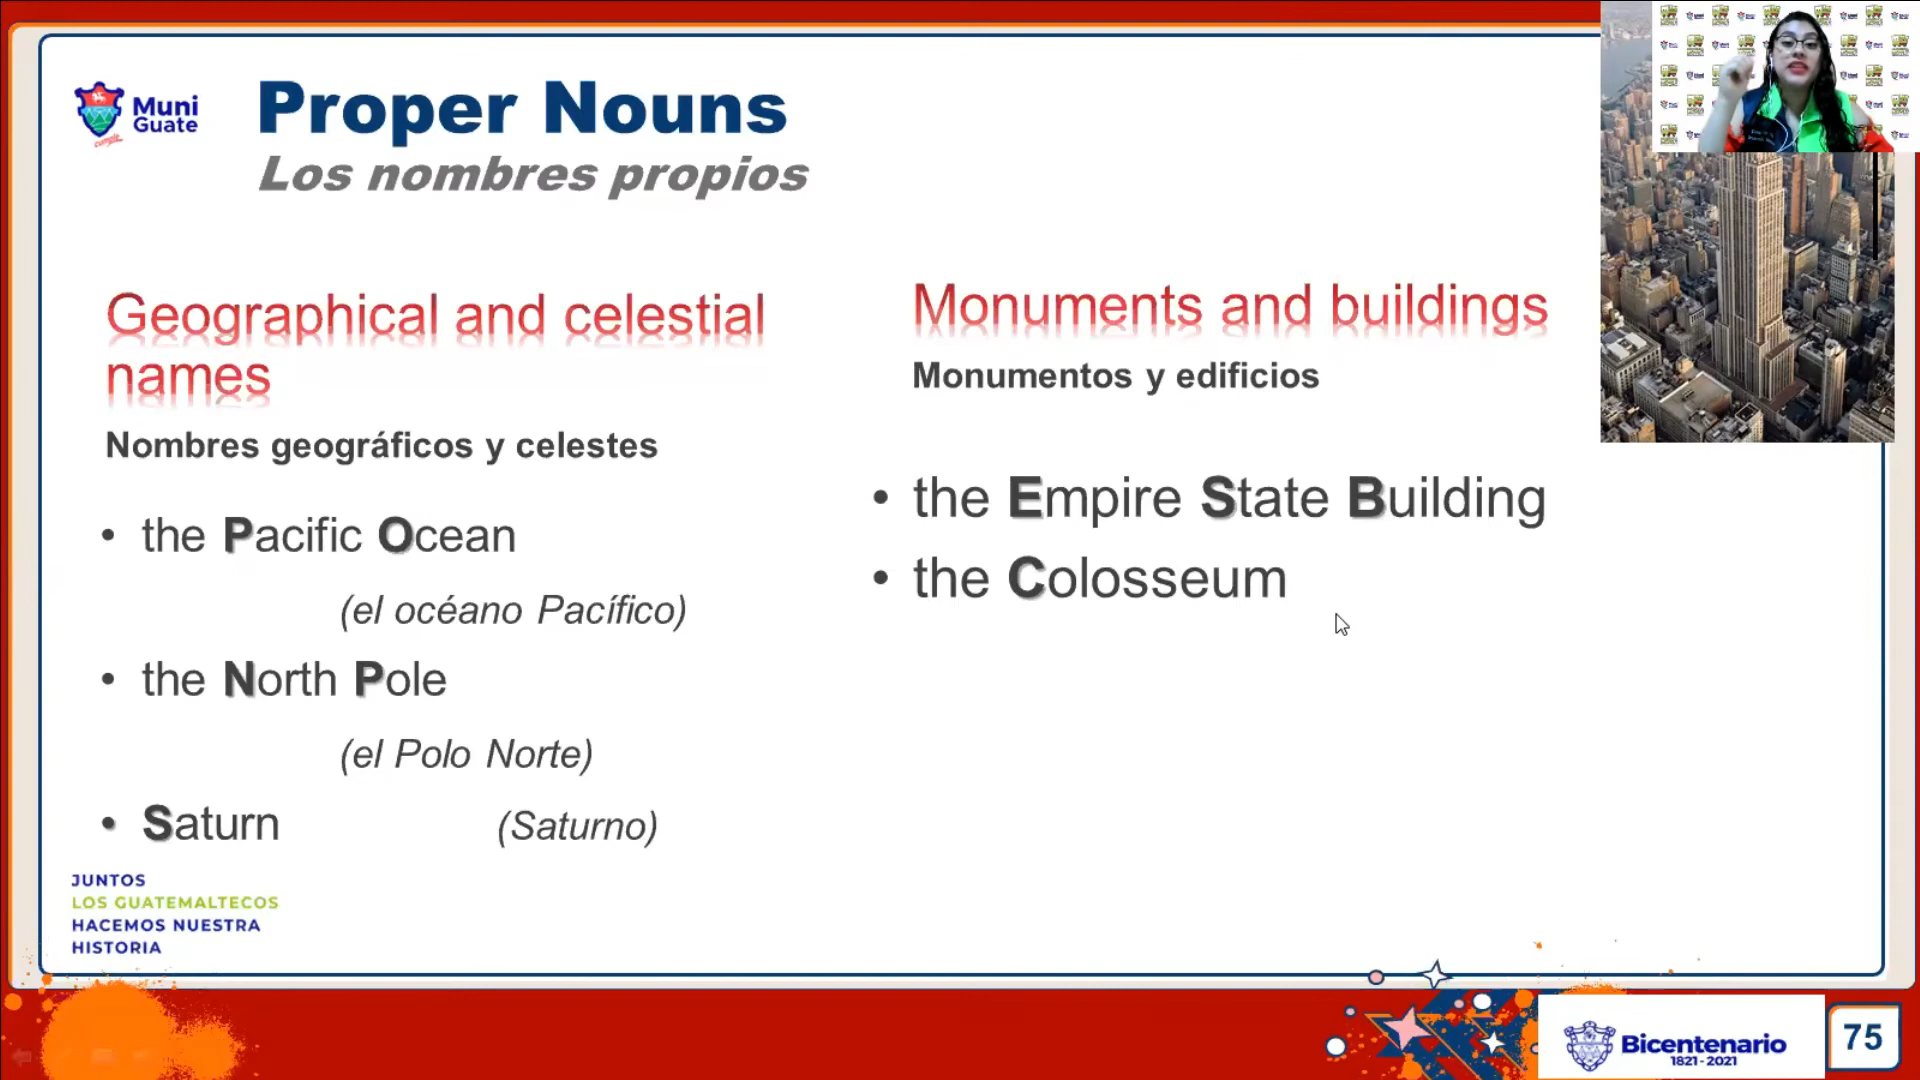 Muni
Guate
Proper Nouns
Los nombres propios
Geographical and celestial
names
Nombres geográficos y celestes
• the Pacific Ocean
(el océano Pacífico)
• the North Pole
(el Polo Norte)
• Saturn (Saturno)
Monuments and buildings
Monumentos y edificios
• the Empire State Building
• the Colosseum
JUNTOS
LOS GUATEMALTECOS
HACEMOS NUESTRA
HISTORIA
Bicentenario
1821-2021
75